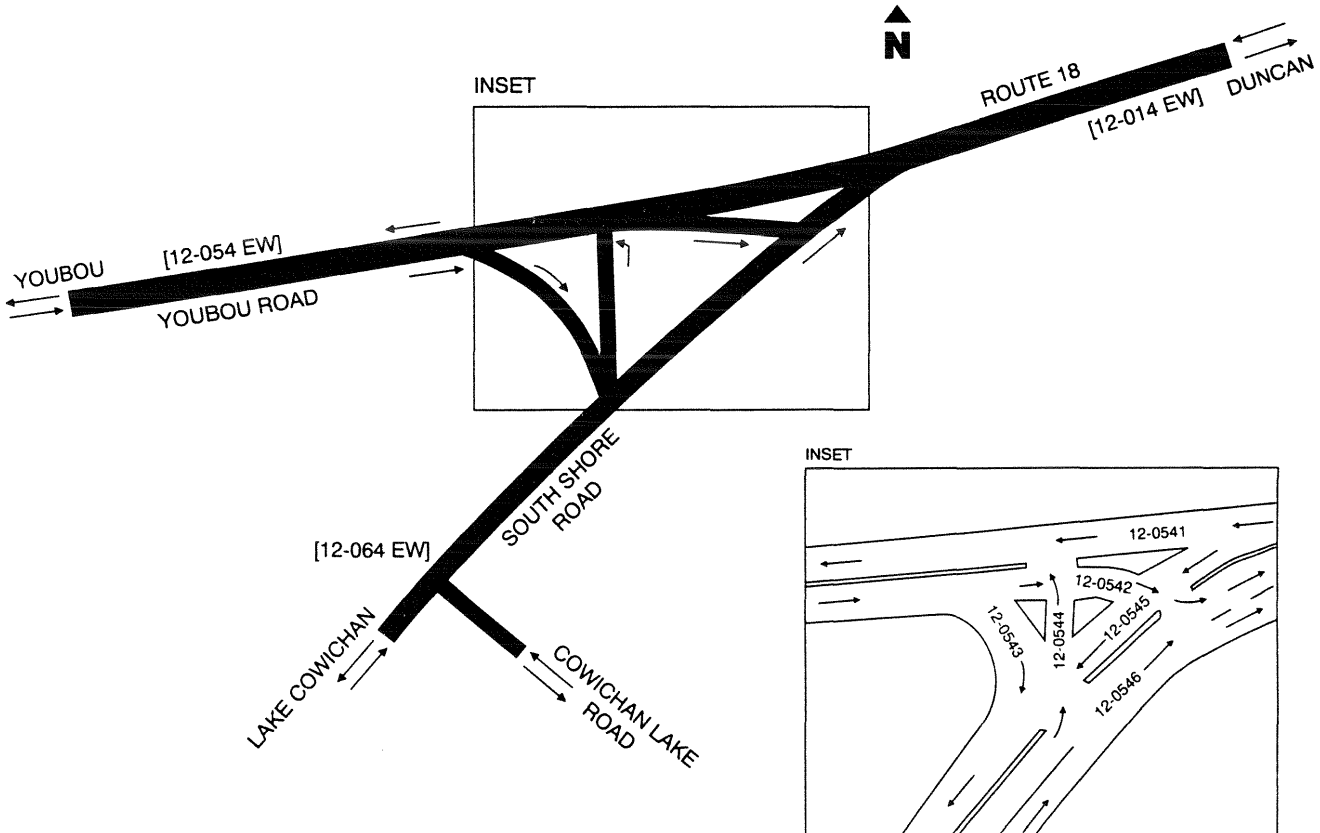 N
INSET
ROUTE 18
[12-014 EW]
DUNCAN
[12-054 EW]
YOUBOU
YOUBOU ROAD
SOUTH SHORE
ROAD
[12-064 EW]
LAKE COWICHAN
COWICHAN LAKE
ROAD
INSET
12-0541
12-0542
12-0543
12-0544
12-0545
12-0546